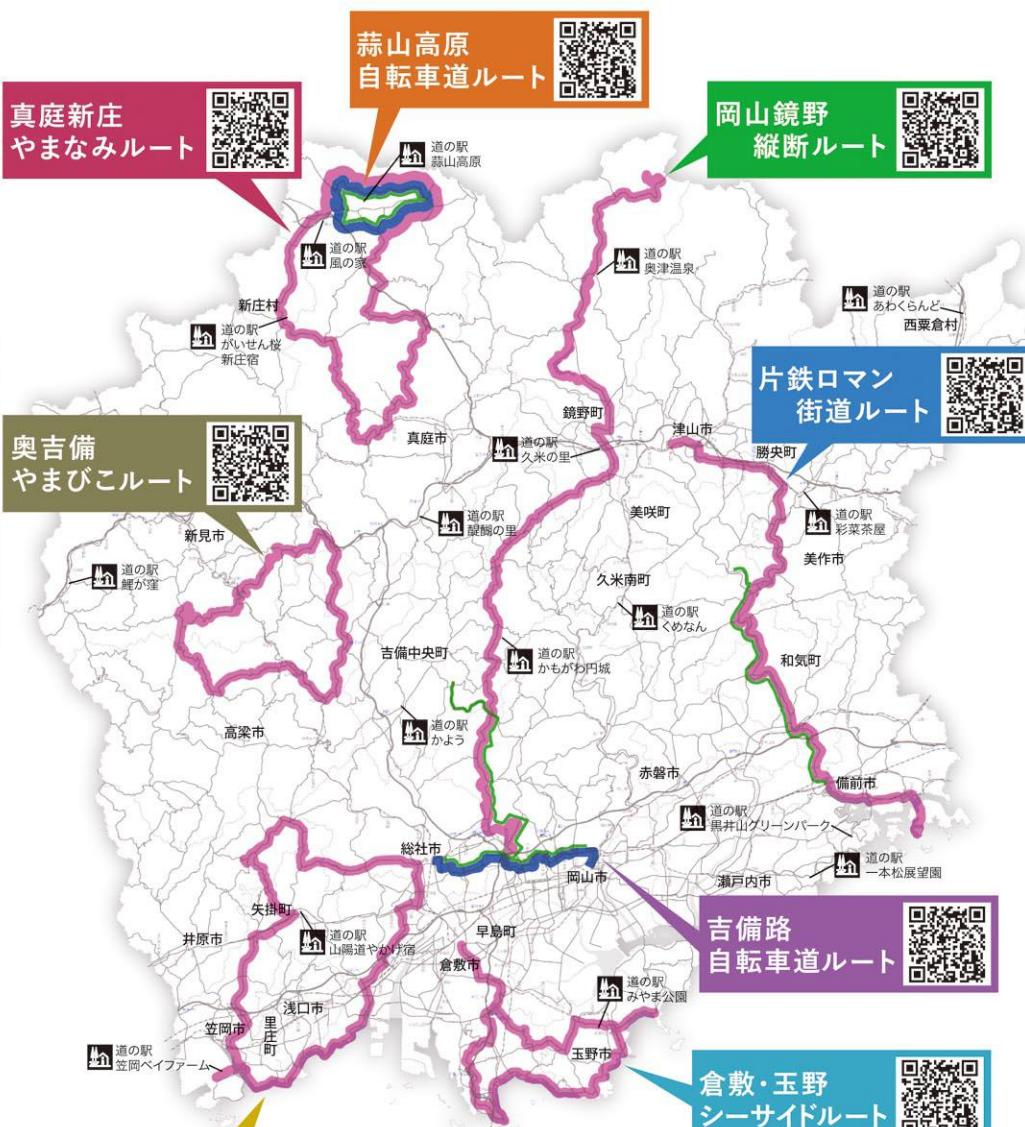 蒜山高原
自転車道ルート
真庭新庄
やまなみルート
岡山鏡野
縦断ルート
道の駅
蒜山高原
道の駅
風の家
道の駅
奥津温泉
道の駅
あわくらんど
西粟倉村
新庄村
道の駅
がいせん桜
新庄宿
片鉄ロマン
街道ルート
鏡野町
津山市
真庭市
道の駅
久米の里
勝央町
奥吉備
やまびこルート
道の駅
醍醐の里
美咲町
道の駅
彩菜茶屋
美作市
新見市
道の駅
鯉が窪
久米南町
道の駅
くめなん
吉備中央町
道の駅
かもがわ円城
和気町
高梁市
道の駅
かよう
赤磐市
備前市
道の駅
黒井山グリーンパーク
総社市
岡山市
瀬戸内市
道の駅
一本松展望園
矢掛町
井原市
道の駅
山陽道やかげ宿
早島町
倉敷市
吉備路
自転車道ルート
道の駅
みやま公園
浅口市
里庄町
笠岡市
道の駅
笠岡ベイファーム
玉野市
倉敷・玉野
シーサイドルート